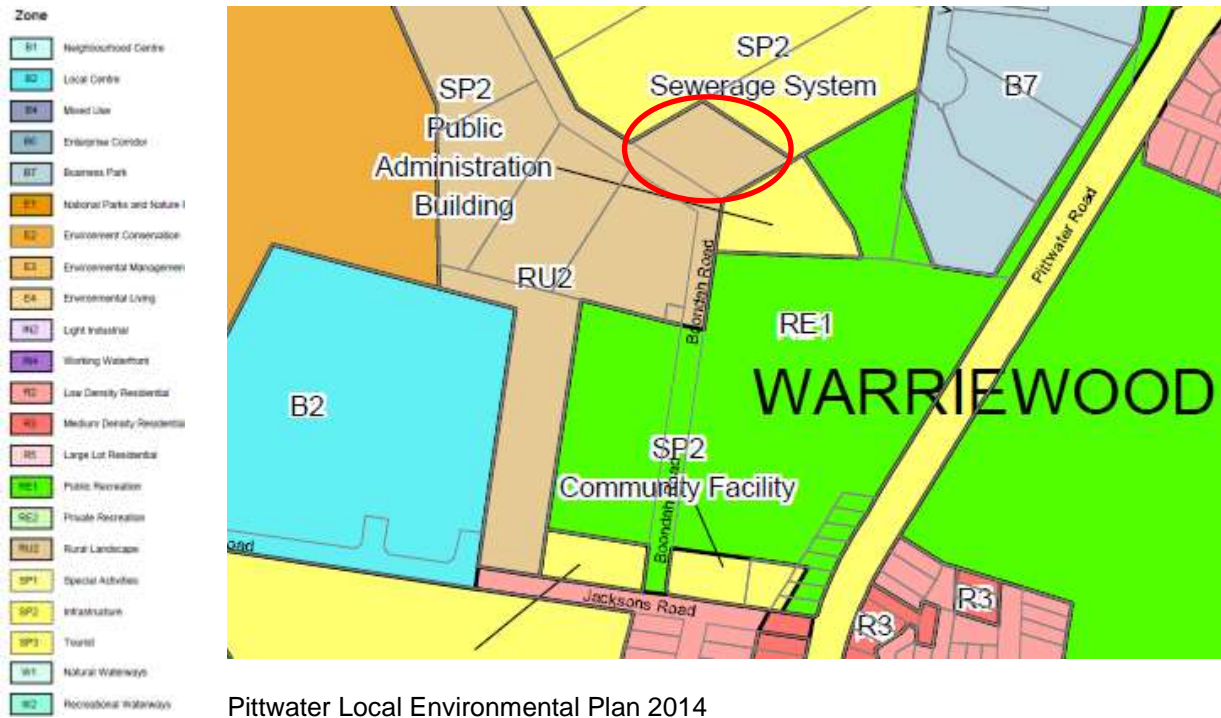 Zone
B1 Neighbourhood Centre
B2 Local Centre
B4 Mixed Use
B6 Enterprise Corridor
B7 Business Park
E1 National Parks and Nature
E2 Environment Conservation
E3 Environmental Managemen
E4 Environmental Living
IN2 Light Industrial
IN4 Working Waterfront
R2 Low Density Residential
R3 Medium Density Residentia
R5 Large Lot Residential
RE1 Public Recreation
RE2 Private Recreation
RU2 Rural Landscape
SP1 Special Activities
SP2 Infrastructure
SP3 Tourist
W1 Natural Waterways
W2 Recreational Waterways
SP2
Sewerage System
B7
SP2
Public
Administration
Building
Pittwater Road
RU2
Boondah Road
RE1
WARRIEWOOD
B2
SP2
Community Facility
Boondah Road
oad
Jacksons Road
R3
R3
Pittwater Local Environmental Plan 2014